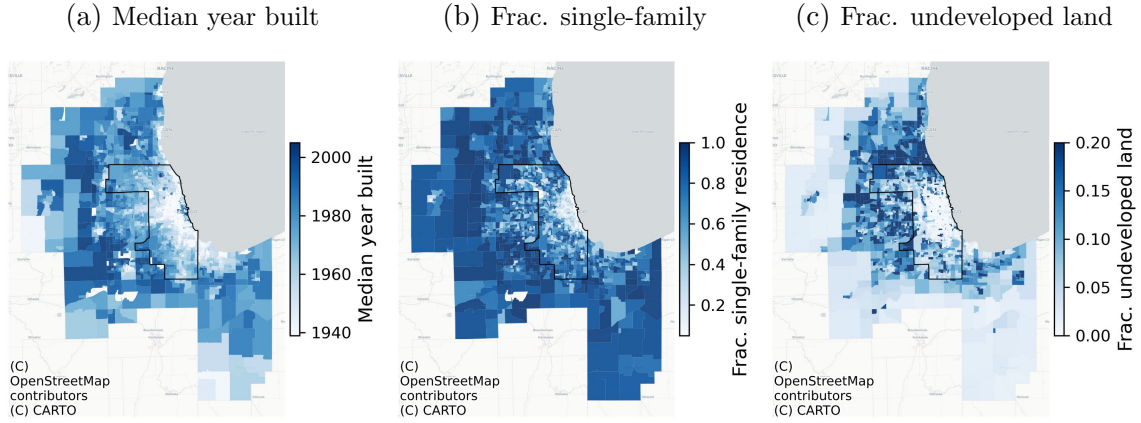 (a) Median year built
(b) Frac. single-family
(c) Frac. undeveloped land
2000
1980
1960
1940
Median year built
(C)
OpenStreetMap
contributors
(C) CARTO
1.0
0.8
0.6
0.4
0.2
Frac. single-family residence
(C)
OpenStreetMap
contributors
(C) CARTO
0.20
0.15
0.10
0.05
0.00
Frac. undeveloped land
(C)
OpenStreetMap
contributors
(C) CARTO